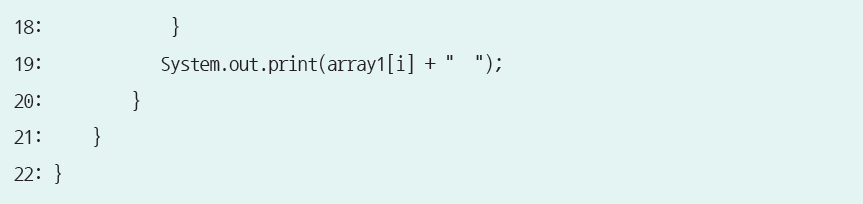 18:             }
19:            System.out.print(array1[i] + "  ");
20:         }
21:     }
22: }